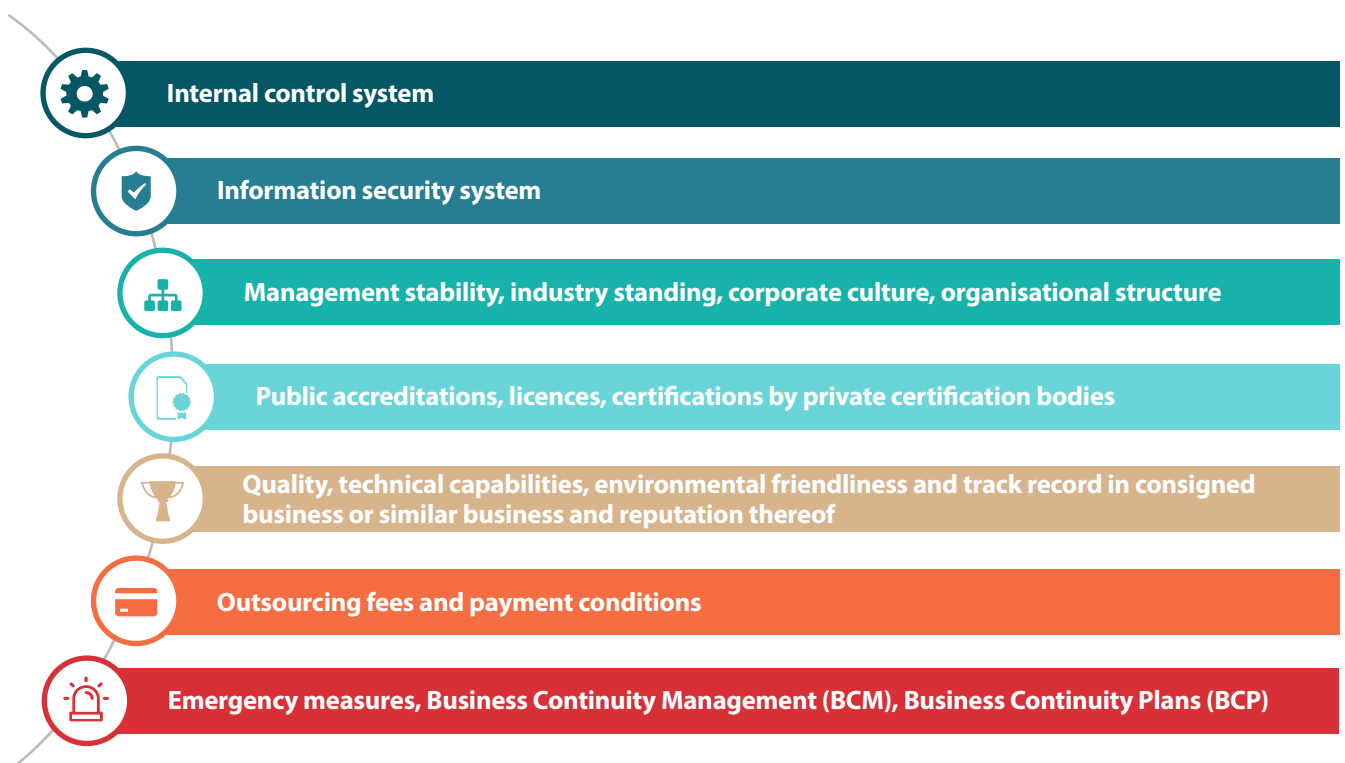 Internal control system
Information security system
Management stability, industry standing, corporate culture, organisational structure
Public accreditations, licences, certifications by private certification bodies
Quality, technical capabilities, environmental friendliness and track record in consigned
business or similar business and reputation thereof
Outsourcing fees and payment conditions
Emergency measures, Business Continuity Management (BCM), Business Continuity Plans (BCP)